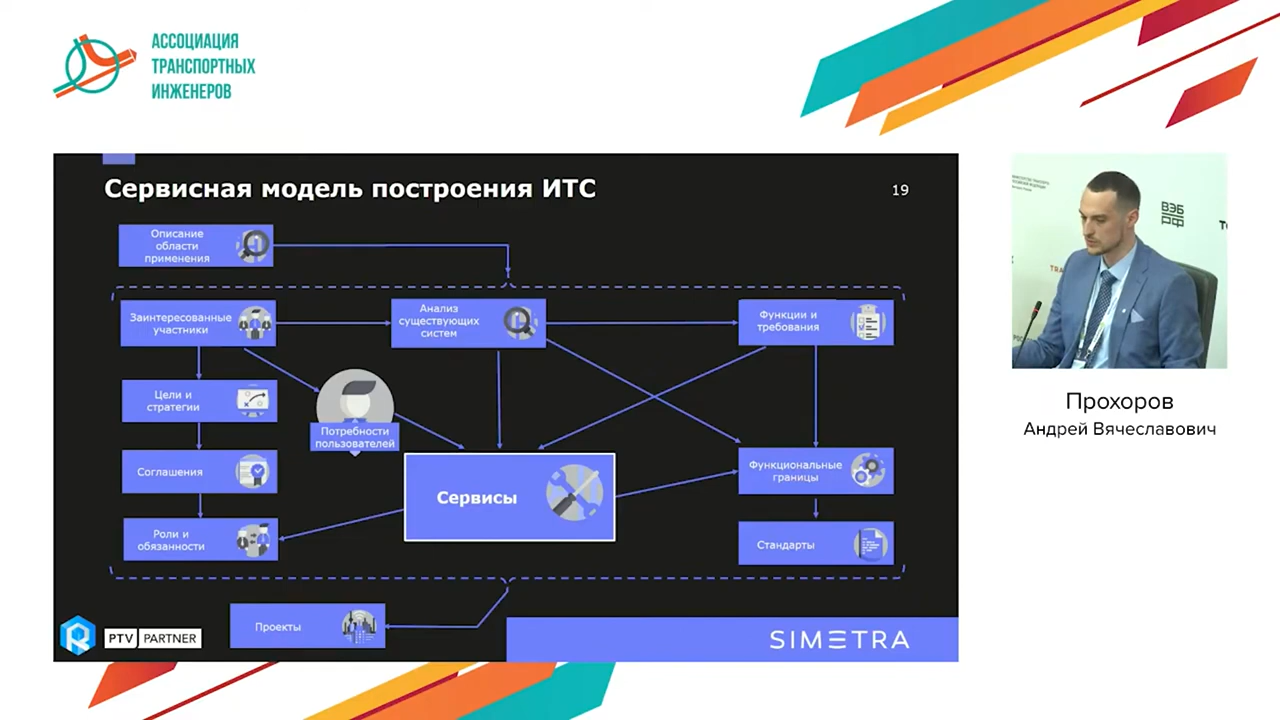 АССОЦИАЦИЯ
ТРАНСПОРТНЫХ
ИНЖЕНЕРОВ
Сервисная модель построения ИТС
19
Описание
области
применения
Заинтересованные
участники
Анализ
существующих
систем
Функции и
требования
Цели и
стратегии
Потребности
пользователей
Соглашения
Сервисы
Функциональные
границы
Роли и
обязанности
Стандарты
Проекты
PTV PARTNER
SIMETRA
ВЭБ
РФ
Прохоров
Андрей Вячеславович